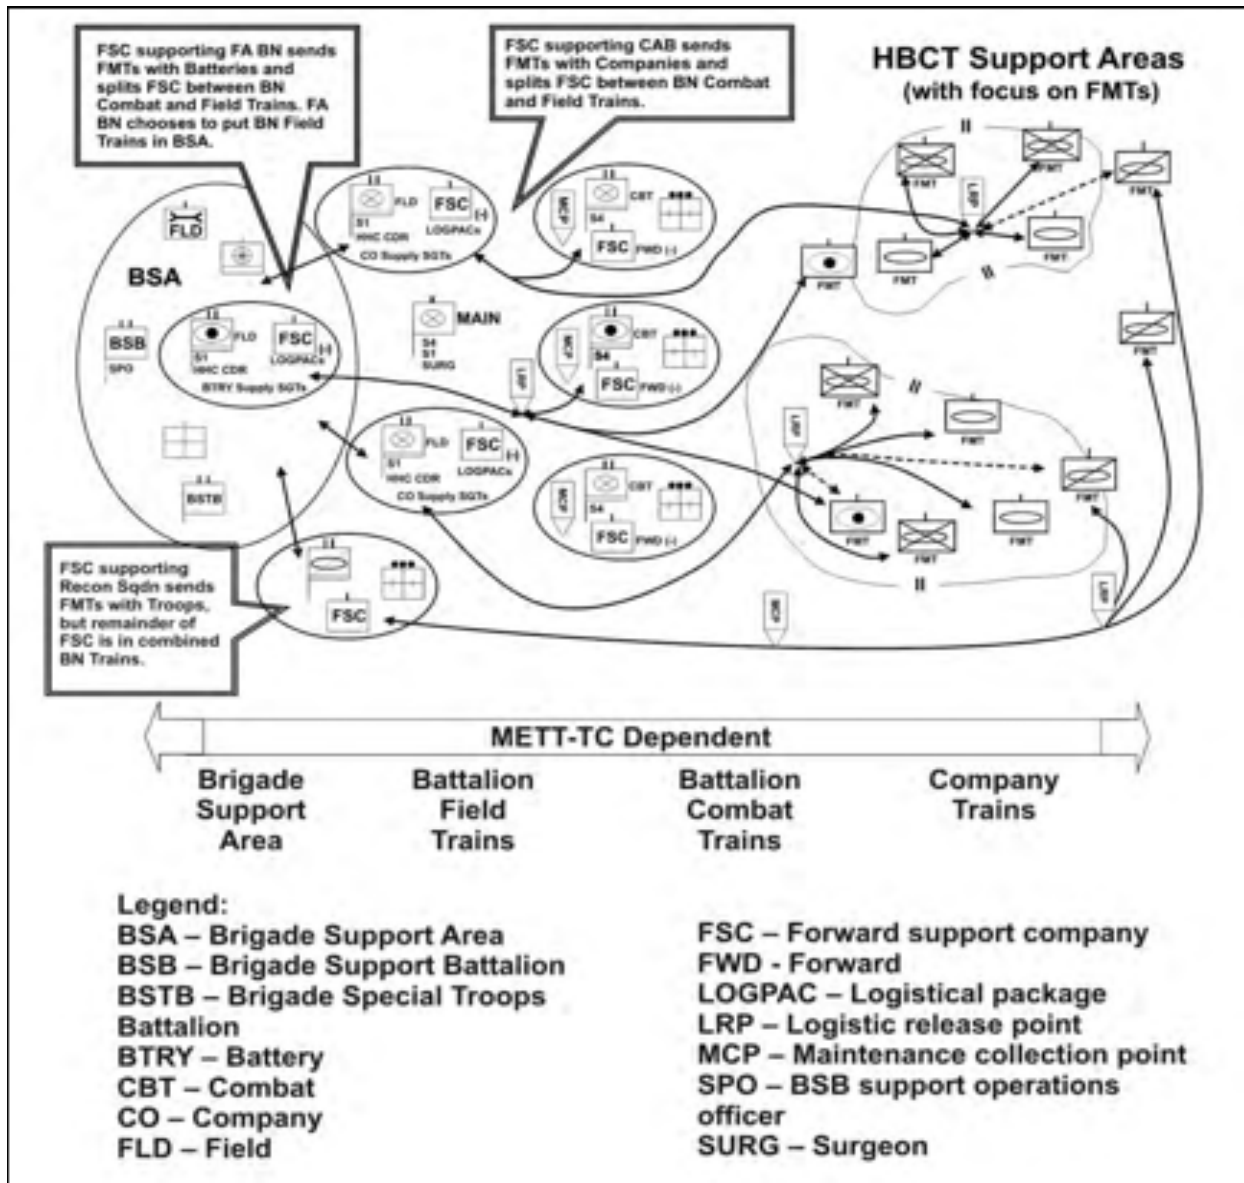 FSC supporting FA BN sends
FMTs with Batteries and
splits FSC between BN
Combat and Field Trains. FA
BN chooses to put BN Field
Trains in BSA.
FSC supporting CAB sends
FMTs with Companies and
splits FSC between BN Combat
and Field Trains.
HBCT Support Areas
(with focus on FMTs)
FLD
BSA
BSB
SPO
FLD
S1
HHC CDR
FSC
(-)
LOGPACs
BTRY Supply SGTs
BSTB
FLD
S1
HHC CDR
FSC
(-)
LOGPACs
CO Supply SGTs
MAIN
S4
S1
SURG
FLD
S1
HHC CDR
FSC
(-)
LOGPACs
CO Supply SGTs
FSC
MCP
CBT
S4
FSC
FWD (-)
LRP
MCP
CBT
S4
FSC
FWD (-)
MCP
CBT
S4
FSC
FWD (-)
FMT
FMT
FMT
LRP
FMT
FMT
FMT
FMT
FMT
LRP
FMT
FMT
FMT
FMT
FMT
MCP
LRP
FSC supporting
Recon Sqdn sends
FMTs with Troops,
but remainder of
FSC is in combined
BN Trains.
METT-TC Dependent
Brigade
Support
Area
Battalion
Field
Trains
Battalion
Combat
Trains
Company
Trains
Legend:
BSA – Brigade Support Area
BSB – Brigade Support Battalion
BSTB – Brigade Special Troops
Battalion
BTRY – Battery
CBT – Combat
CO – Company
FLD – Field
FSC – Forward support company
FWD - Forward
LOGPAC – Logistical package
LRP – Logistic release point
MCP – Maintenance collection point
SPO – BSB support operations
officer
SURG – Surgeon